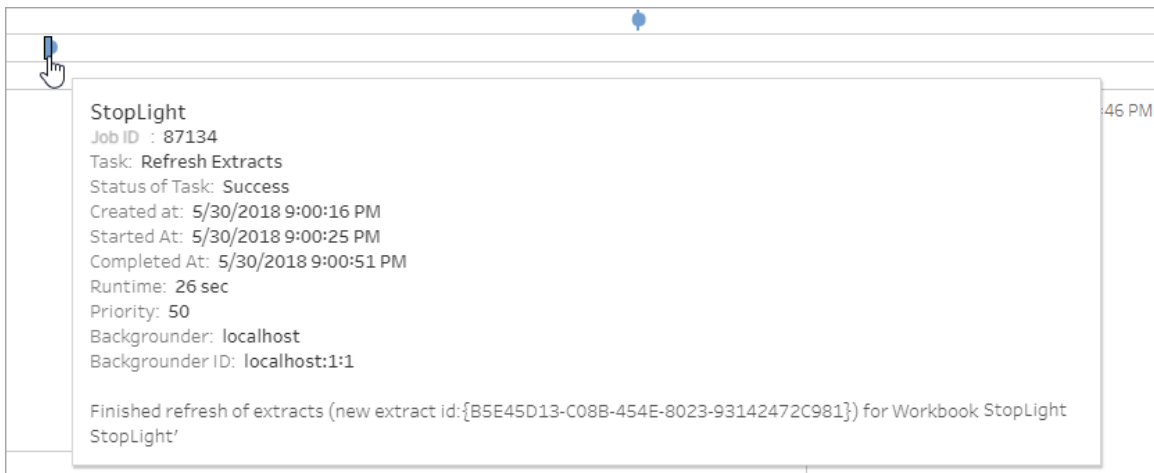 :46 PM
StopLight
Job ID : 87134
Task: Refresh Extracts
Status of Task: Success
Created at: 5/30/2018 9:00:16 PM
Started At: 5/30/2018 9:00:25 PM
Completed At: 5/30/2018 9:00:51 PM
Runtime: 26 sec
Priority: 50
Backgrounder: localhost
Backgrounder ID: localhost:1:1
Finished refresh of extracts (new extract id:{B5E45D13-C08B-454E-8023-93142472C981}) for Workbook StopLight
StopLight’